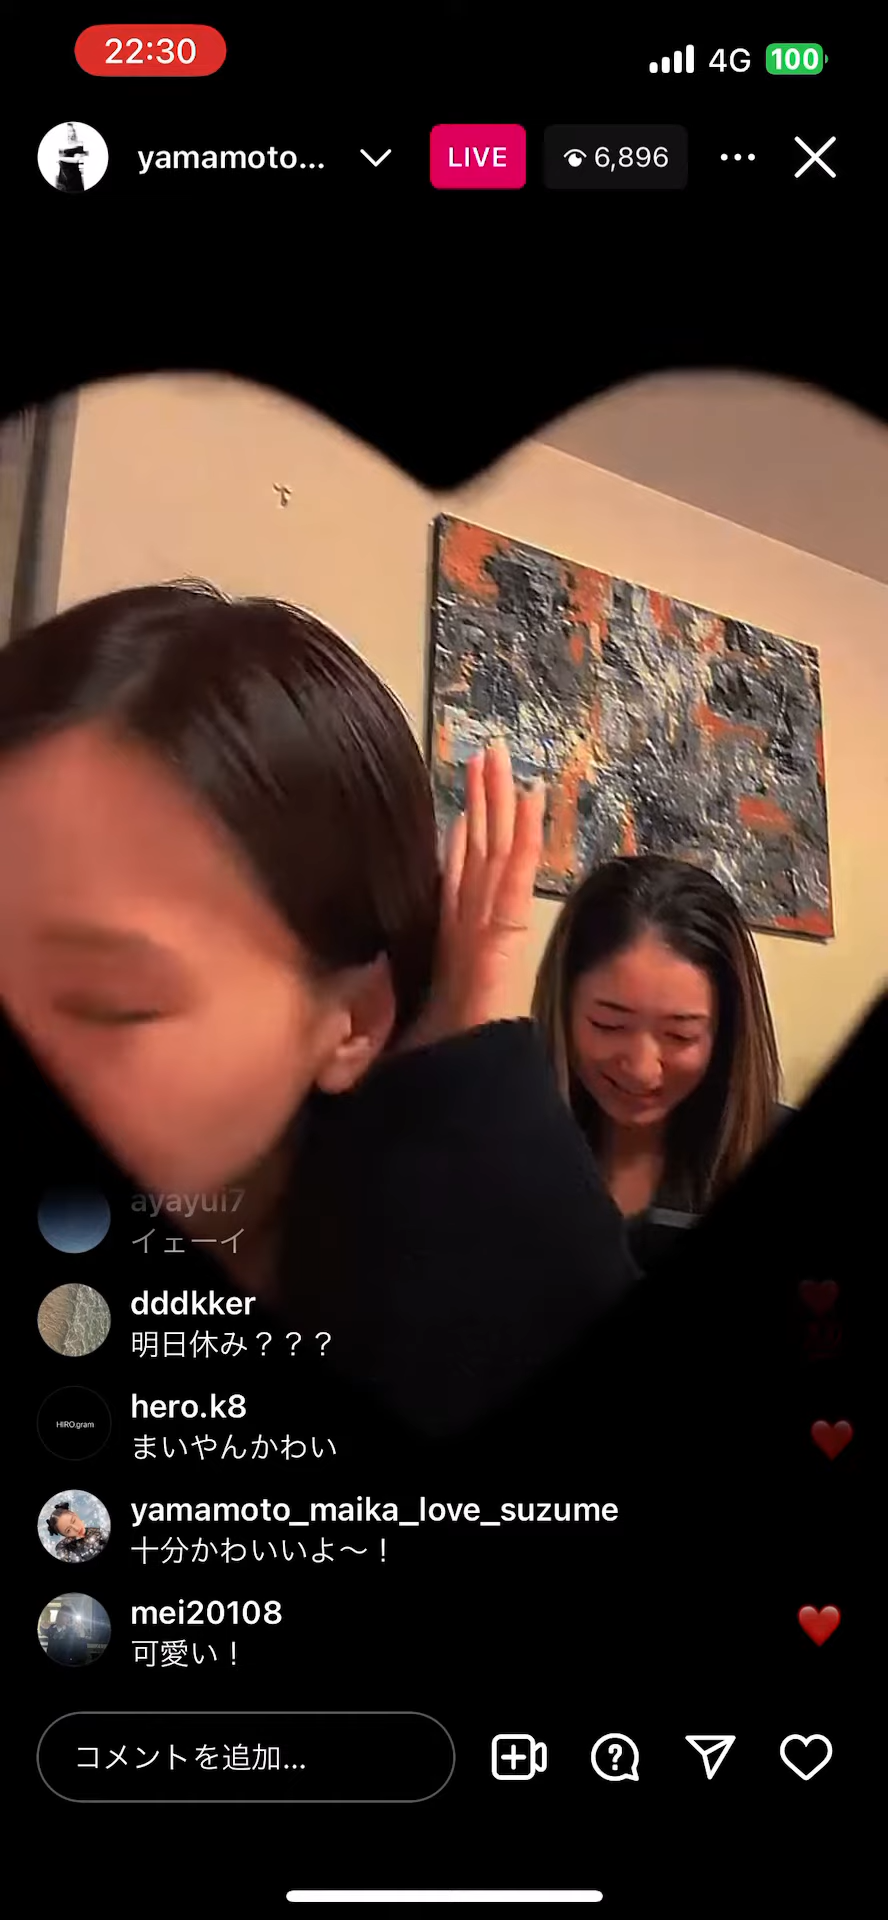 22:30
4G
100
yamamoto...
LIVE
6,896
ayayui7
イェーイ
dddkker
明日休み？？？
HIRO.gram
hero.k8
まいやんかわい
yamamoto_maika_love_suzume
十分かわいいよ〜！
mei20108
可愛い！
コメントを追加...